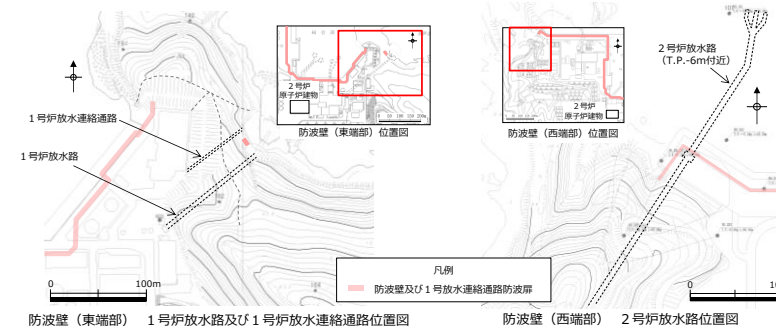 1号炉放水連絡通路
1号炉放水路
2号炉
原子炉建物
防波壁(東端部)位置図
0 100m
防波壁(東端部) 1号炉放水路及び1号炉放水連絡通路位置図
2号炉放水路
(T.P.-6m付近)
2号炉
原子炉建物
防波壁(西端部)位置図
凡例
防波壁及び1号放水連絡通路防波扉
0
防波壁(西端部) 2号炉放水路位置図